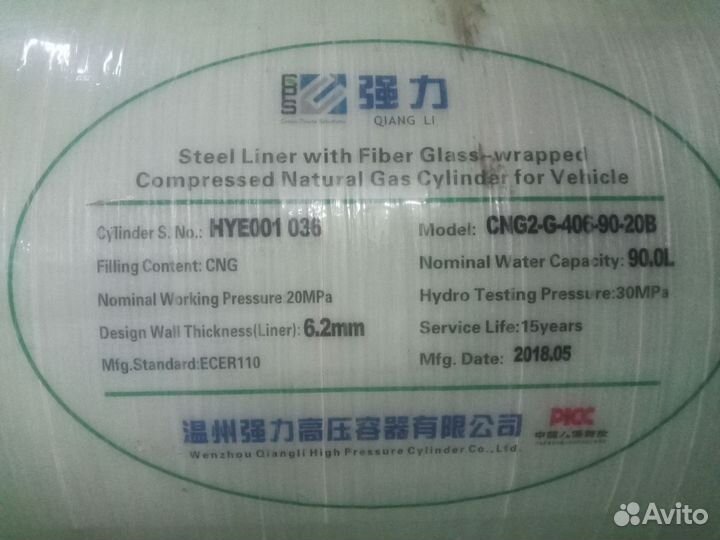 GPS 强力
QIANG LI
Steel Liner with Fiber Glass-wrapped
Compressed Natural Gas Cylinder for Vehicle
Cylinder S. No.: HYE001 036 Model: CNG2-G-406-90-20B
Filling Content: CNG Nominal Water Capacity: 90.0L
Nominal Working Pressure 20MPa Hydro Testing Pressure:30MPa
Design Wall Thickness(Liner): 6.2mm Service Life:15years
Mfg.Standard:ECER110 Mfg. Date: 2018.05
温州强力高压容器有限公司 PICC
Wenzhou Qiangli High Pressure Cylinder Co.,Ltd.
Avito